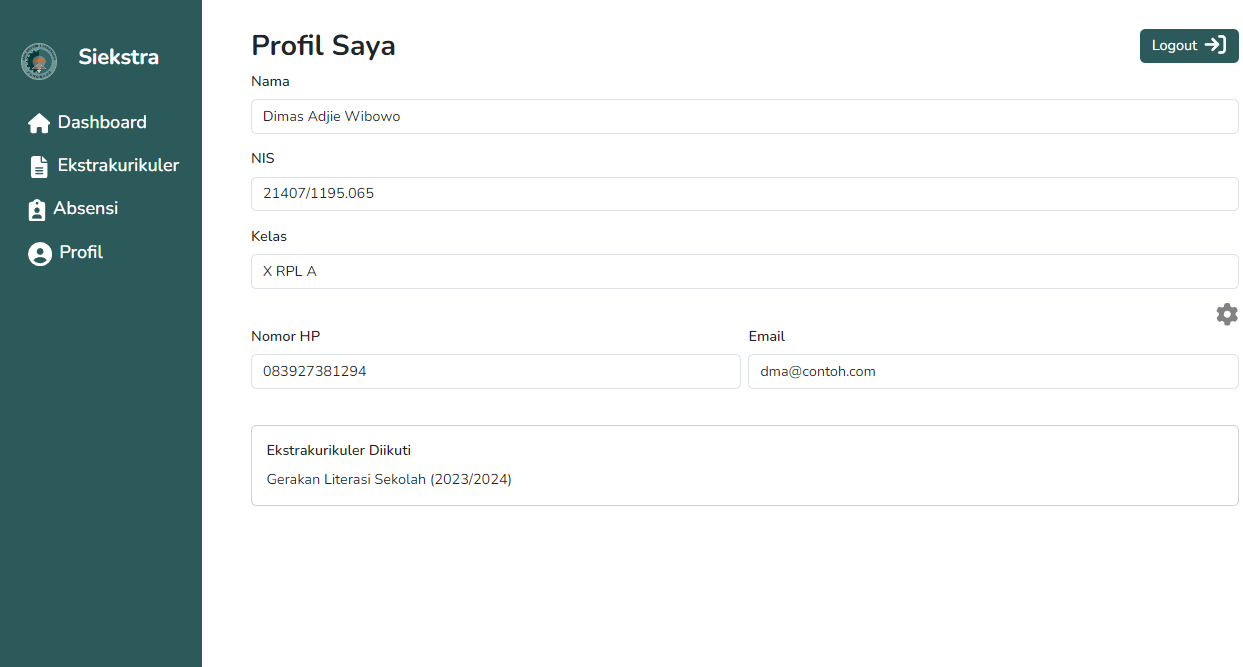 Siekstra
Dashboard
Ekstrakurikuler
Absensi
Profil
Profil Saya
Logout
Nama
Dimas Adjie Wibowo
NIS
21407/1195.065
Kelas
X RPL A
Nomor HP
Email
083927381294
dma@contoh.com
Ekstrakurikuler Diikuti
Gerakan Literasi Sekolah (2023/2024)